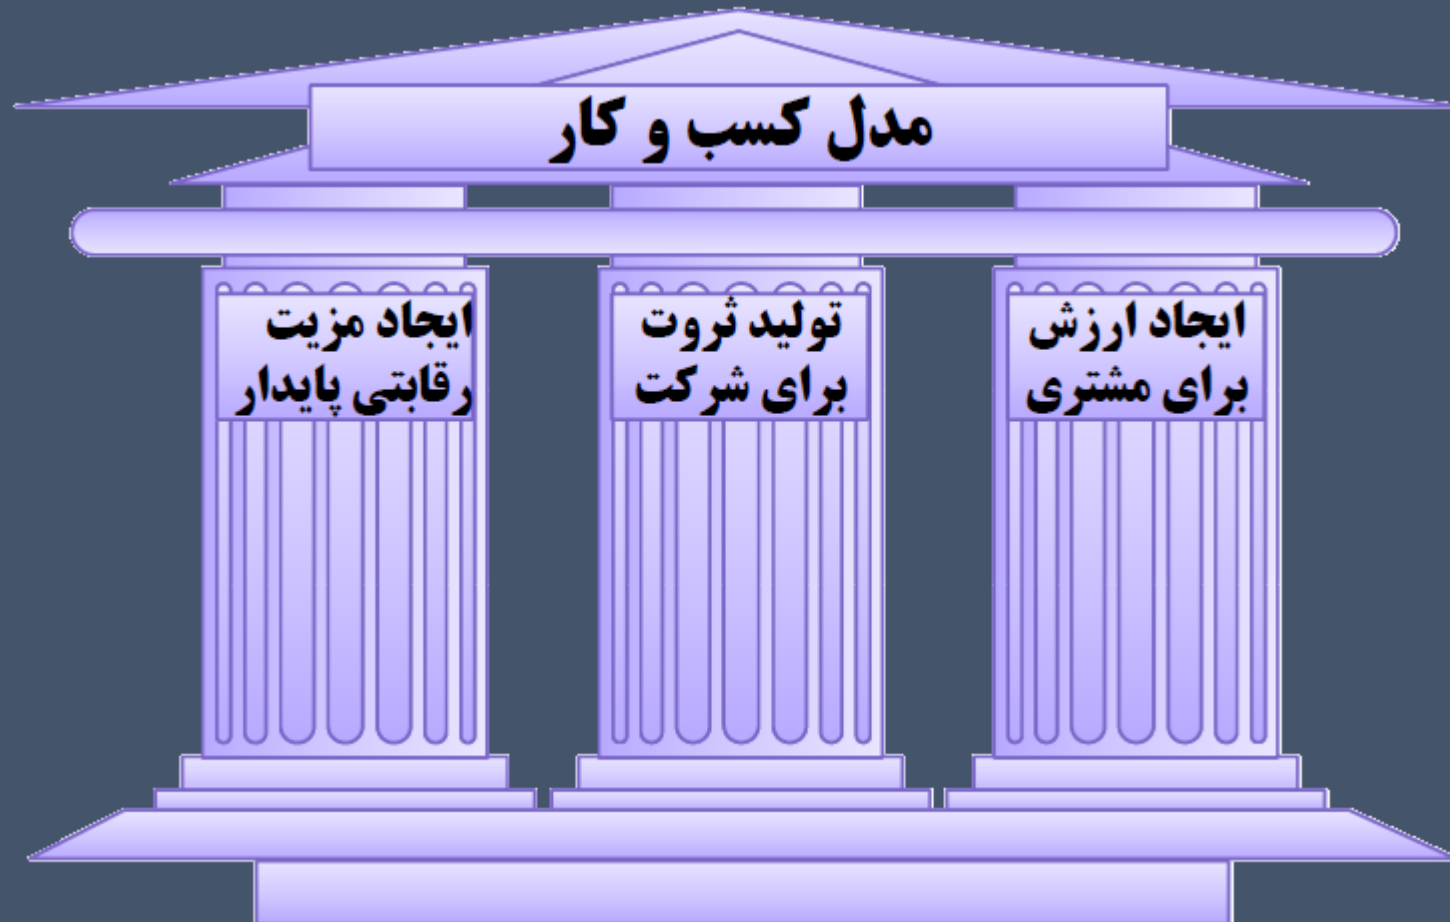 مدل کسب و کار
ایجاد ارزش
برای مشتری
تولید ثروت
برای شرکت
ایجاد مزیت
رقابتی پایدار